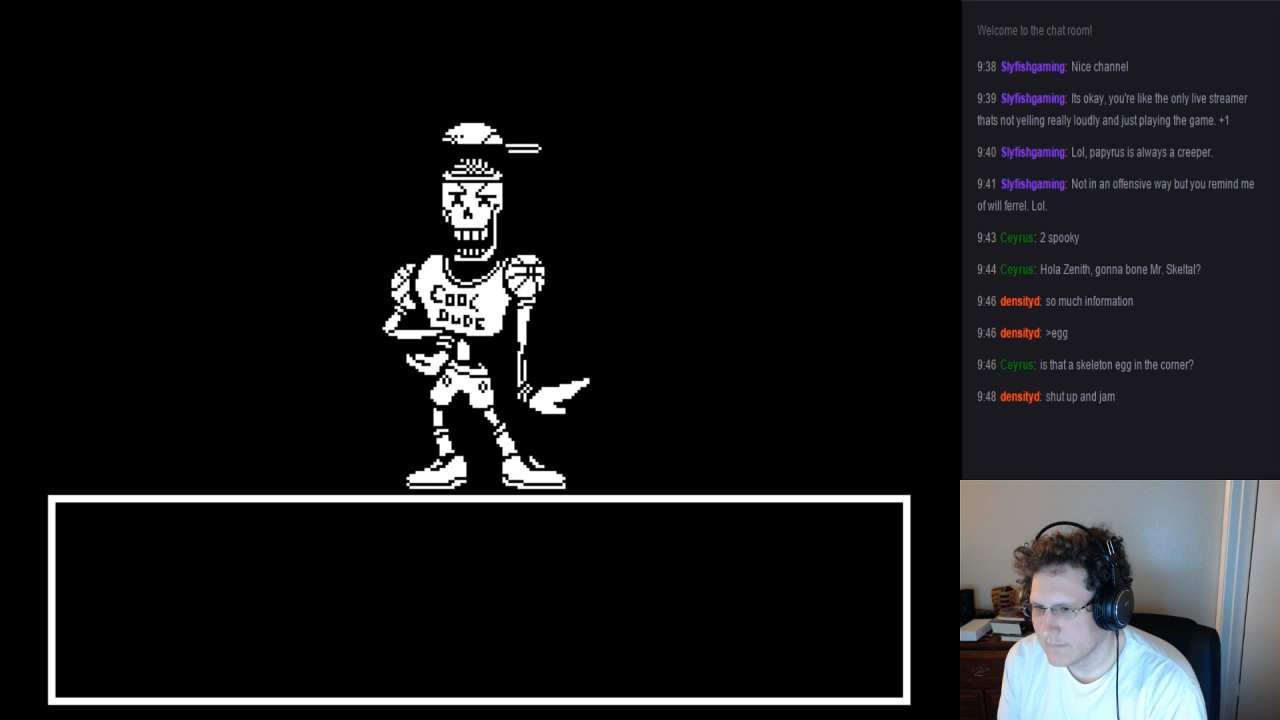 COOL
DUDE
Welcome to the chat room!
9:38 Slyfishgaming: Nice channel
9:39 Slyfishgaming: Its okay, you're like the only live streamer
thats not yelling really loudly and just playing the game. +1
9:40 Slyfishgaming: Lol, papyrus is always a creeper.
9:41 Slyfishgaming: Not in an offensive way but you remind me
of will ferrel. Lol.
9:43 Ceyrus: 2 spooky
9:44 Ceyrus: Hola Zenith, gonna bone Mr. Skeltal?
9:46 densityd: so much information
9:46 densityd: >egg
9:46 Ceyrus: is that a skeleton egg in the corner?
9:48 densityd: shut up and jam